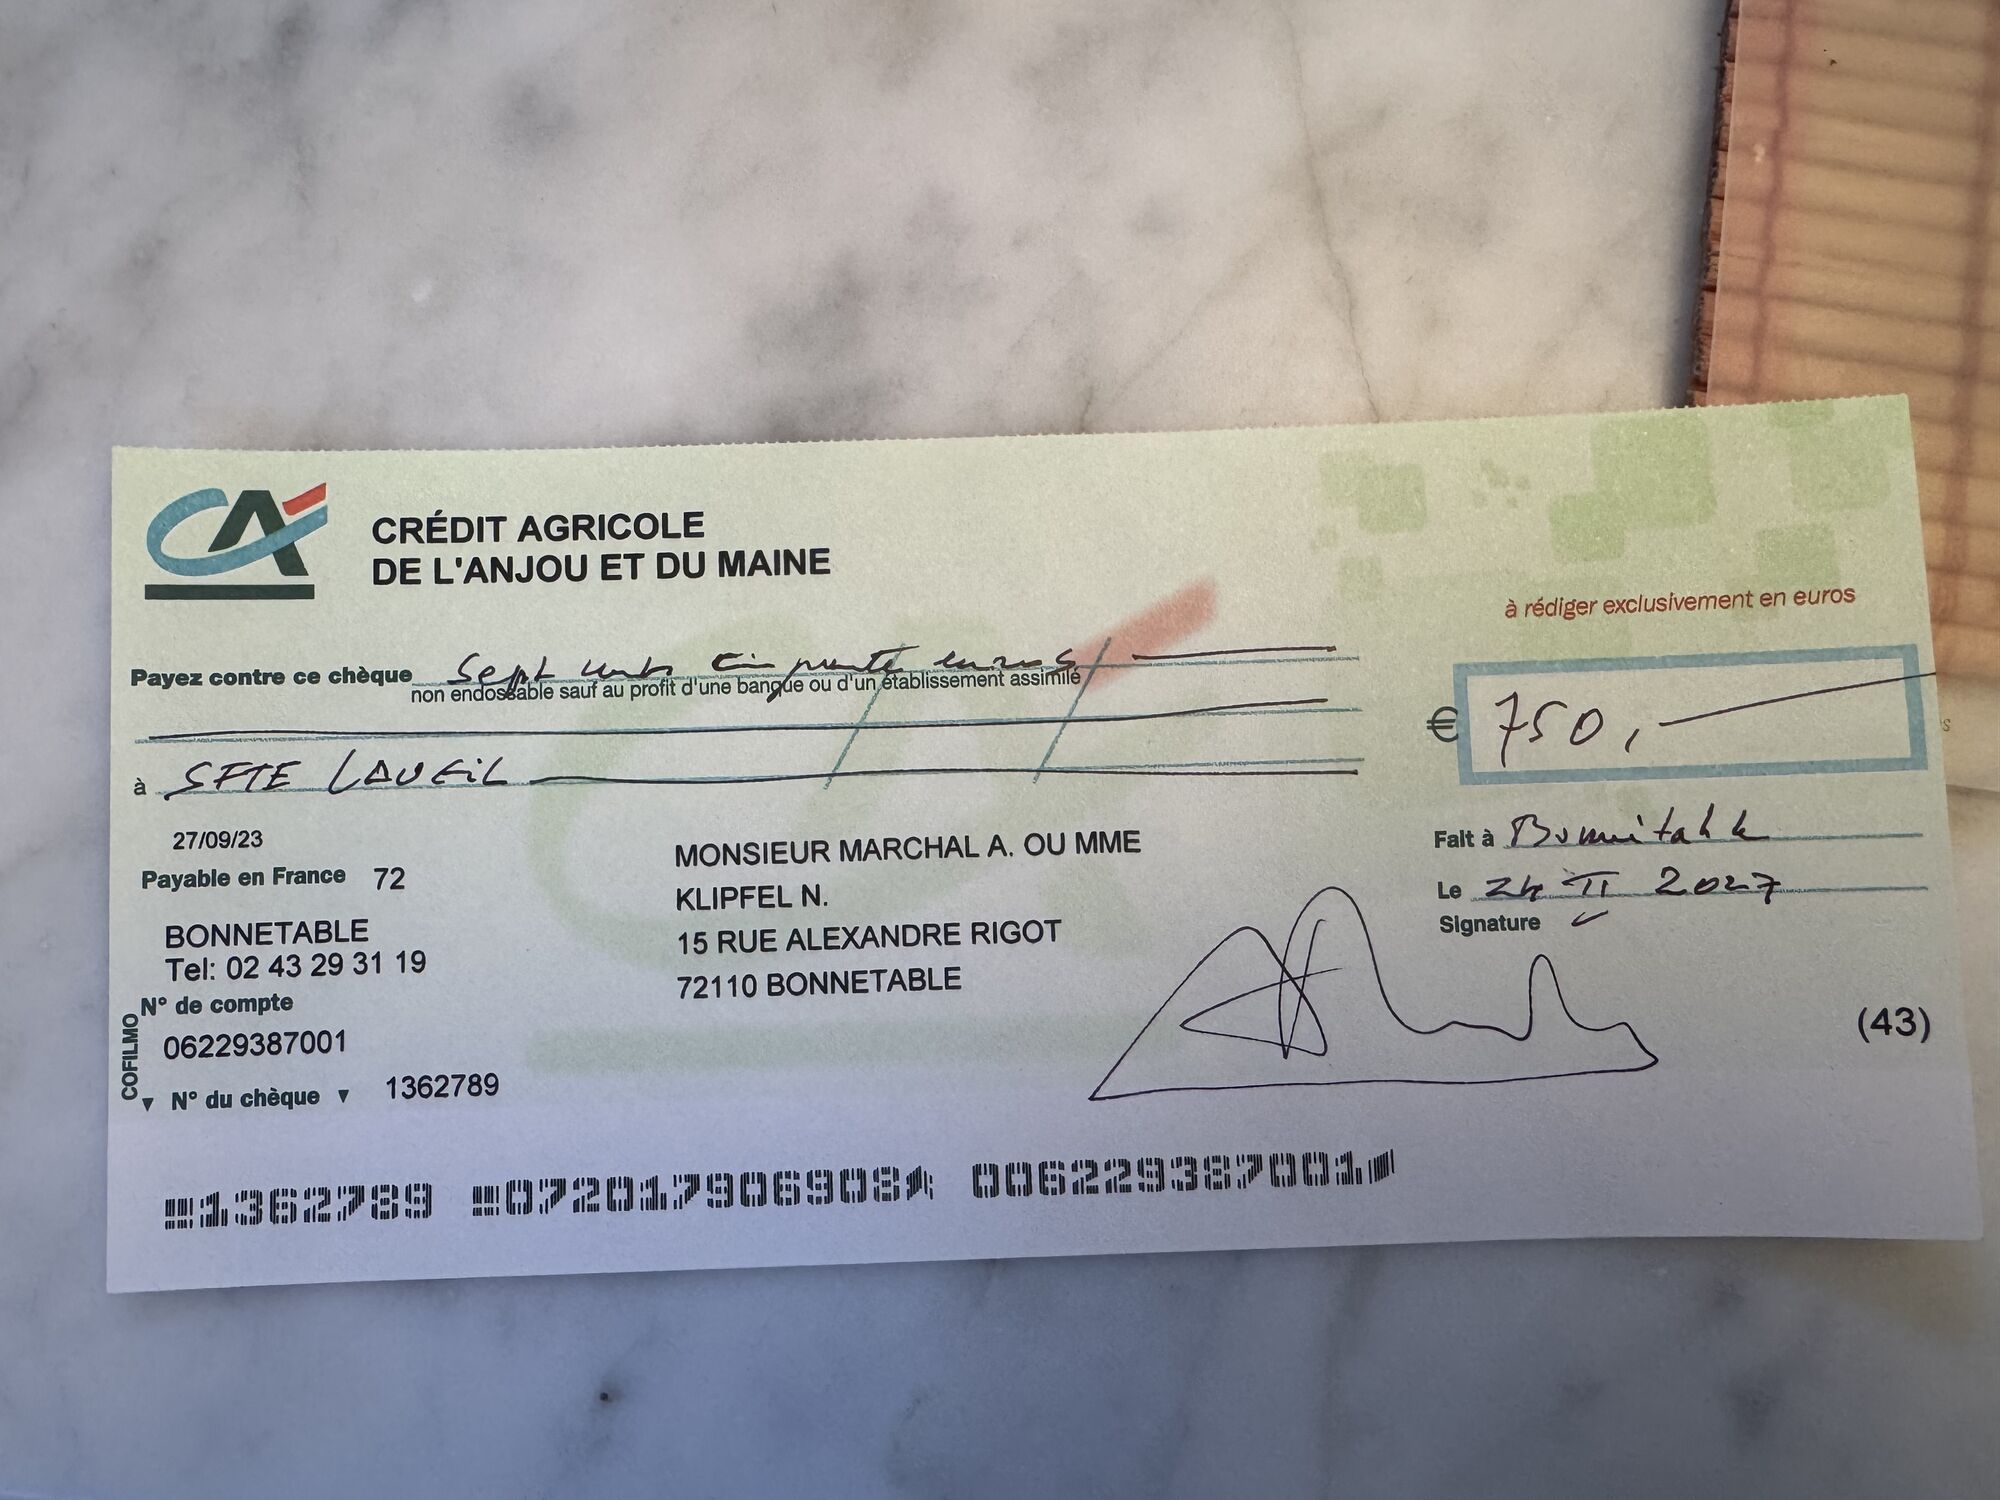 CA
CRÉDIT AGRICOLE
DE L'ANJOU ET DU MAINE
à rédiger exclusivement en euros
Payez contre ce chèque Sept cents cinquante euros
non endossable sauf au profit d'une banque ou d'un établissement assimilé
€ 750,
à STE LAVEIL
27/09/23
Payable en France 72
BONNETABLE
Tel: 02 43 29 31 19
N° de compte
06229387001
COFILMO
N° du chèque 1362789
MONSIEUR MARCHAL A. OU MME
KLIPFEL N.
15 RUE ALEXANDRE RIGOT
72110 BONNETABLE
Fait à Bonnétable
Le 24 II 2027
Signature
(43)
1362789 072017906908 006229387001